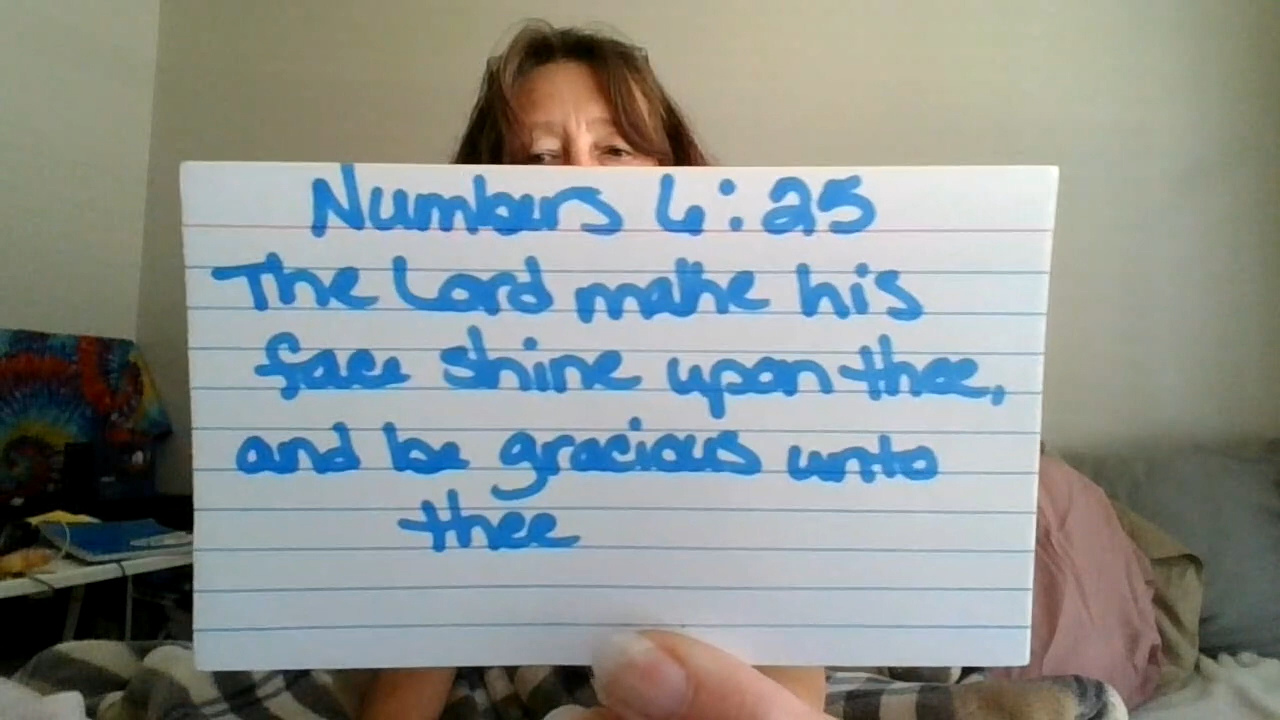 Numbers 6:25
The Lord make his
face shine upon thee,
and be gracious unto
thee